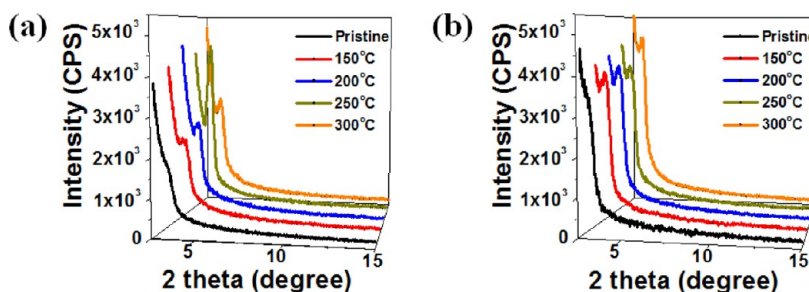 (a)
Intensity (CPS)
5x10³
4x10³
3x10³
2x10³
1x10³
0
5
10
15
2 theta (degree)
Pristine
150°C
200°C
250°C
300°C
(b)
Intensity (CPS)
5x10³
4x10³
3x10³
2x10³
1x10³
0
5
10
15
2 theta (degree)
Pristine
150°C
200°C
250°C
300°C